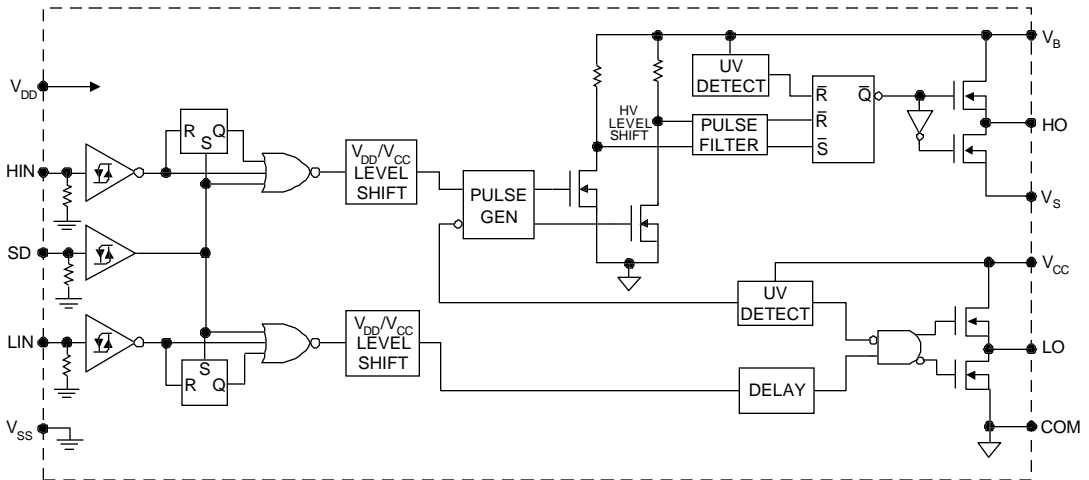 V_B
UV
DETECT
V_DD
R̅ Q̅
HV
LEVEL
SHIFT
PULSE
FILTER
R̅
S̅
HO
R Q
S
V_DD/V_CC
LEVEL
SHIFT
HIN
PULSE
GEN
V_S
SD
V_CC
UV
DETECT
LIN
V_DD/V_CC
LEVEL
SHIFT
LO
S
R Q
DELAY
V_SS
COM